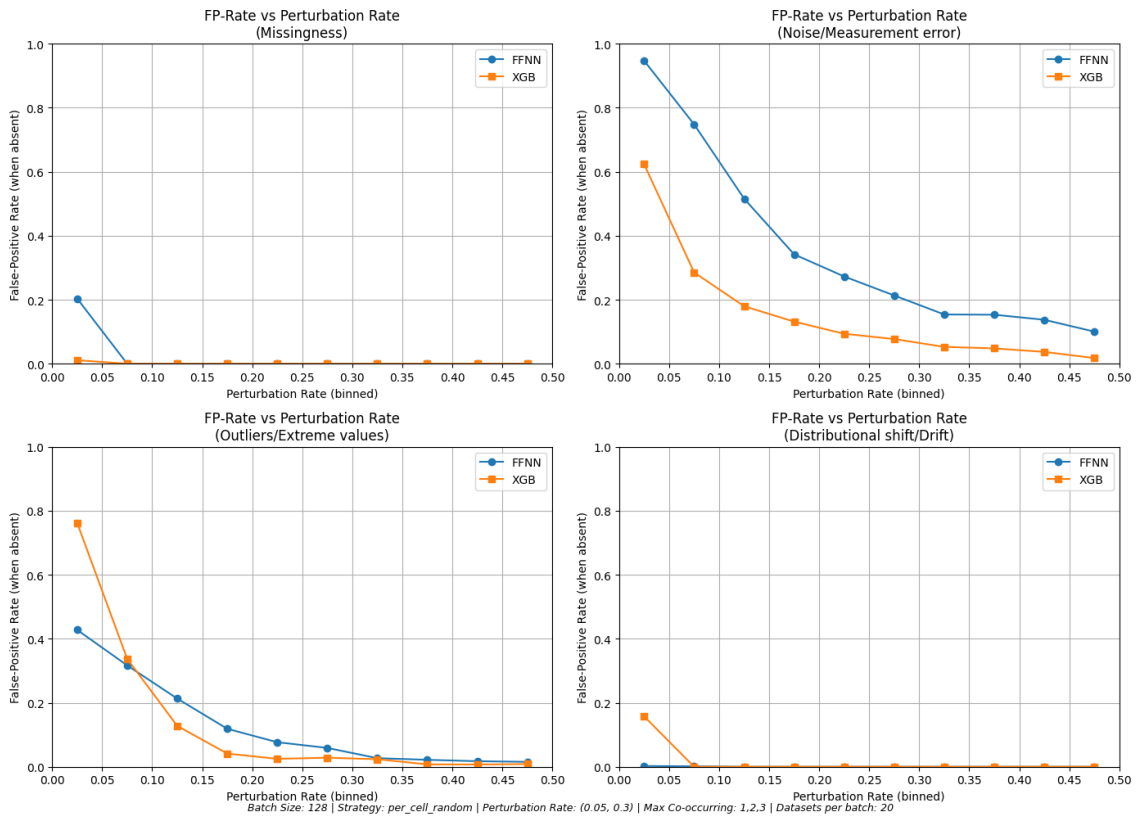 FP-Rate vs Perturbation Rate
(Missingness)
1.0
0.8
0.6
0.4
0.2
0.0
False-Positive Rate (when absent)
FFNN
XGB
0.00 0.05 0.10 0.15 0.20 0.25 0.30 0.35 0.40 0.45 0.50
Perturbation Rate (binned)
FP-Rate vs Perturbation Rate
(Noise/Measurement error)
1.0
0.8
0.6
0.4
0.2
0.0
False-Positive Rate (when absent)
FFNN
XGB
0.00 0.05 0.10 0.15 0.20 0.25 0.30 0.35 0.40 0.45 0.50
Perturbation Rate (binned)
FP-Rate vs Perturbation Rate
(Outliers/Extreme values)
1.0
0.8
0.6
0.4
0.2
0.0
False-Positive Rate (when absent)
FFNN
XGB
0.00 0.05 0.10 0.15 0.20 0.25 0.30 0.35 0.40 0.45 0.50
Perturbation Rate (binned)
FP-Rate vs Perturbation Rate
(Distributional shift/Drift)
1.0
0.8
0.6
0.4
0.2
0.0
False-Positive Rate (when absent)
FFNN
XGB
0.00 0.05 0.10 0.15 0.20 0.25 0.30 0.35 0.40 0.45 0.50
Perturbation Rate (binned)
Batch Size: 128 | Strategy: per_cell_random | Perturbation Rate: (0.05, 0.3) | Max Co-occurring: 1,2,3 | Datasets per batch: 20